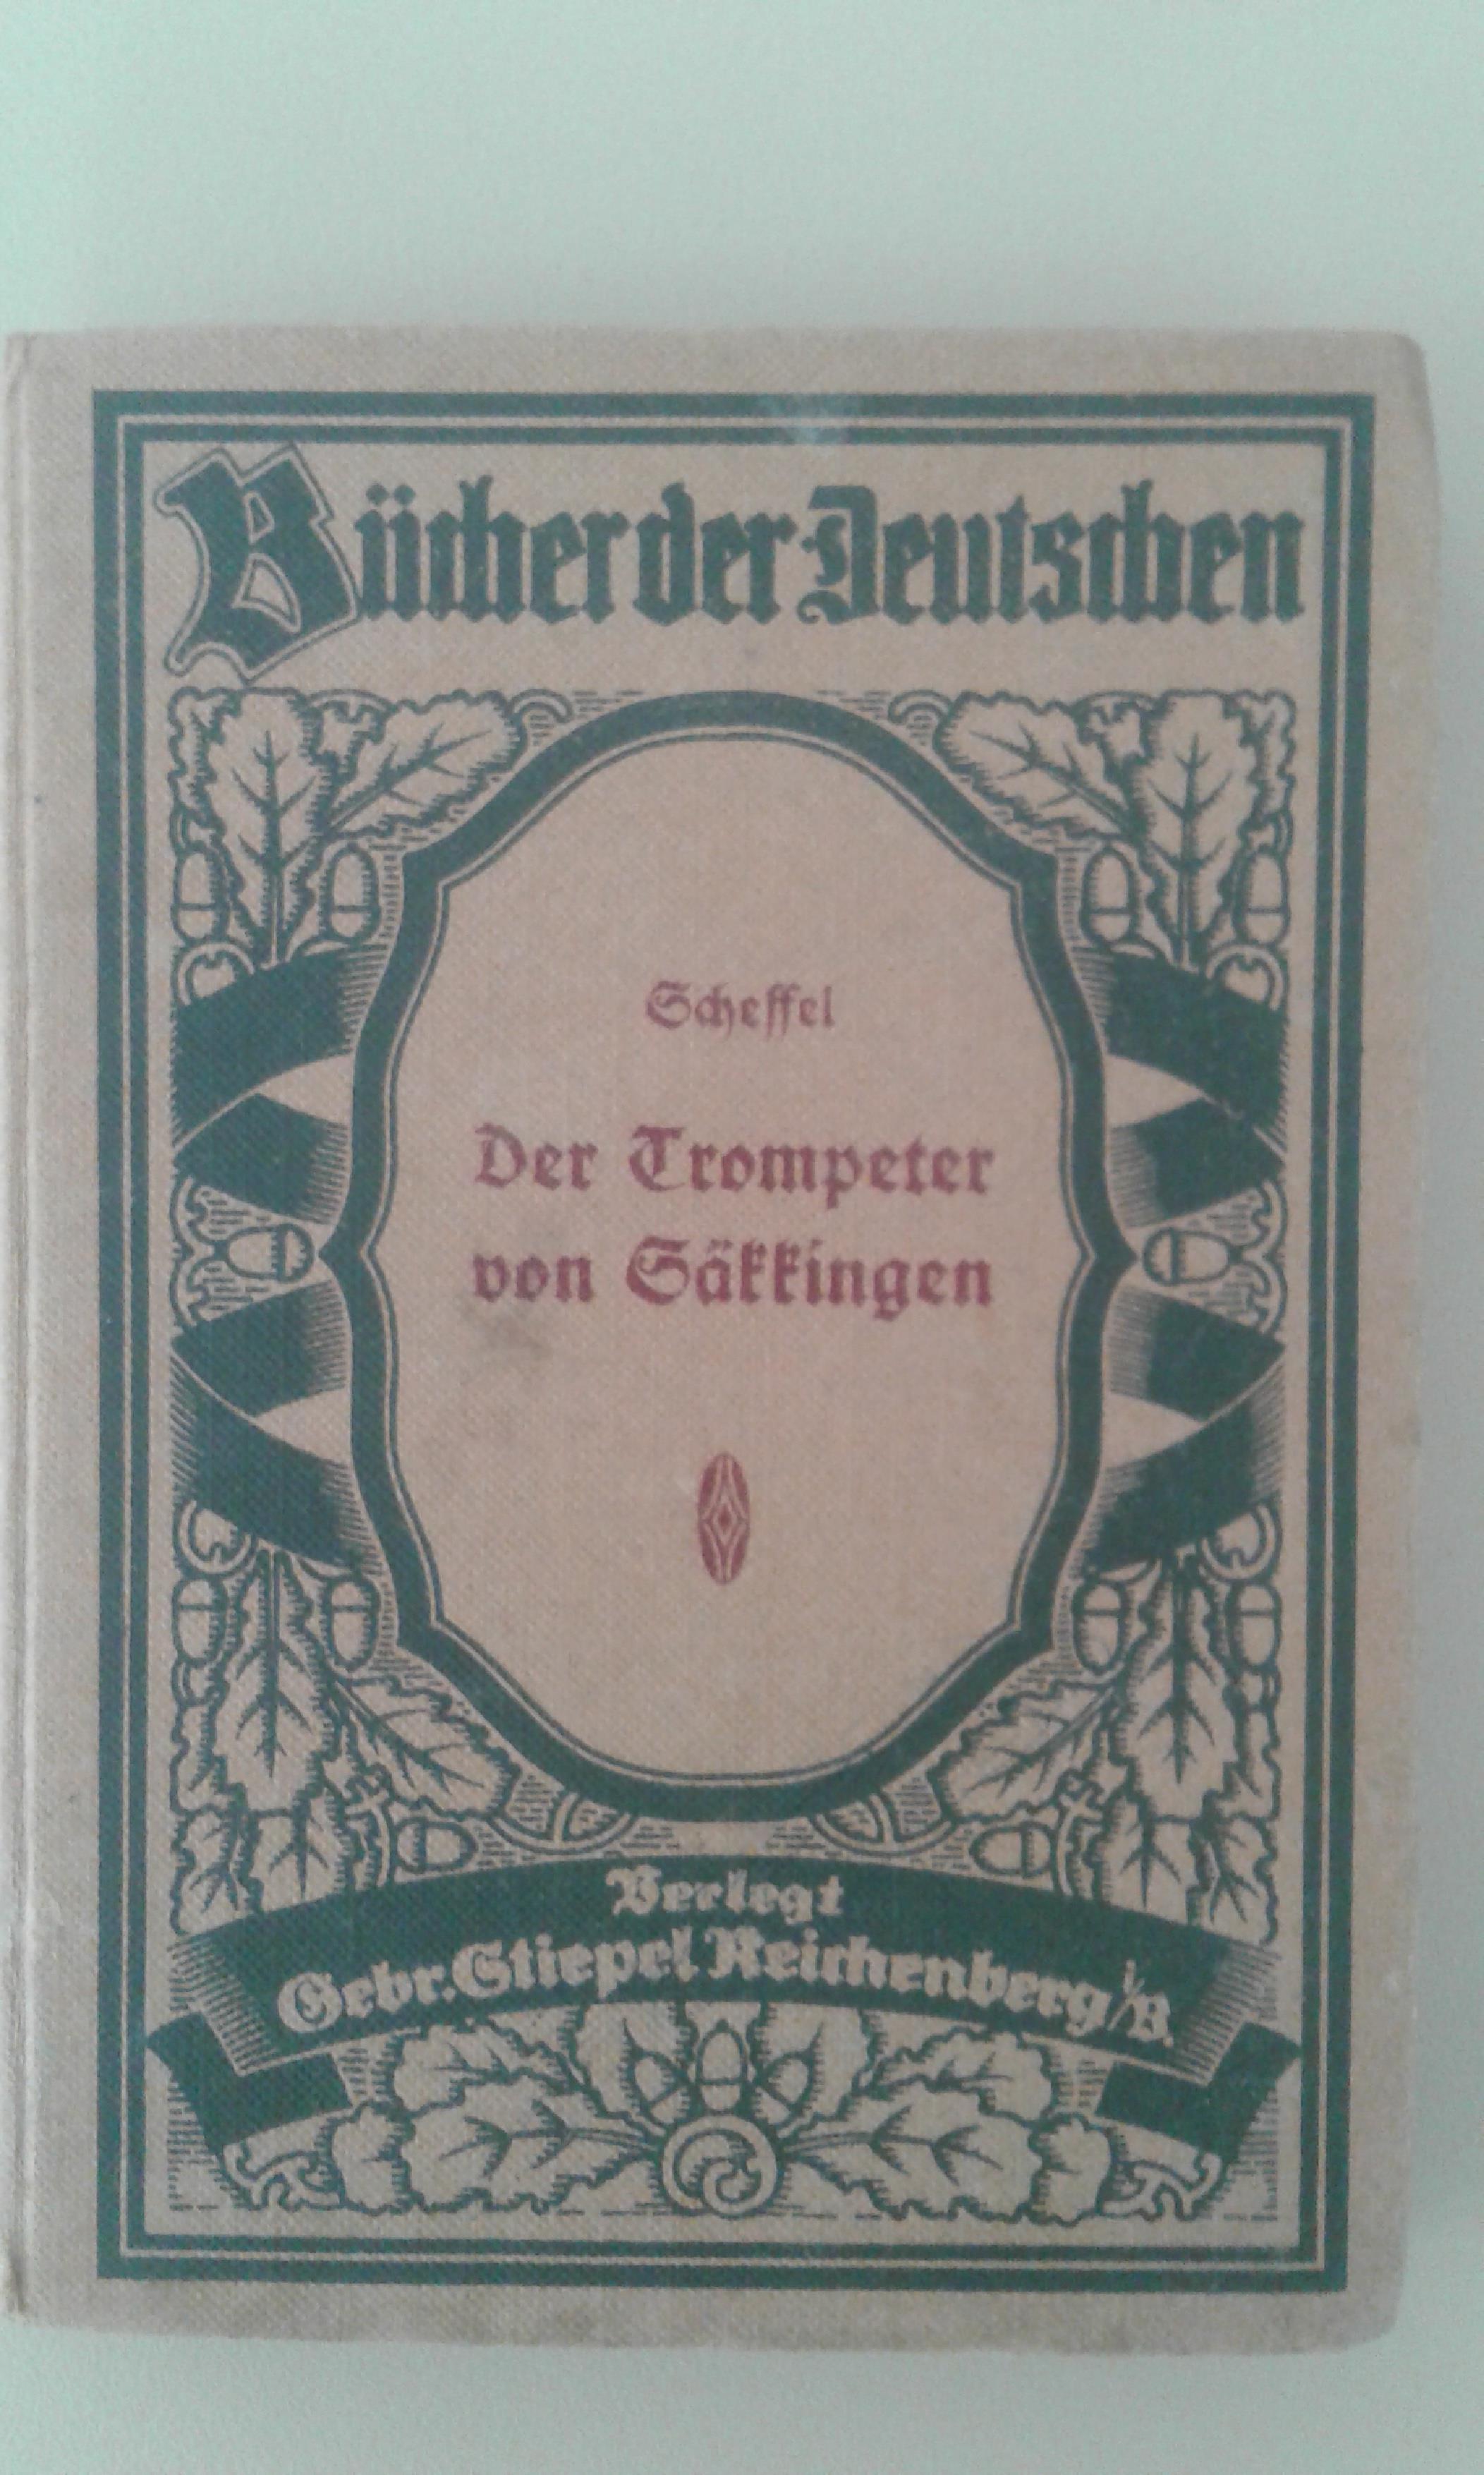 Bücher der Deutschen
Scheffel
Der Trompeter
von Säkkingen
Verlegt
Gebr. Stiepel Reichenberg i/B.